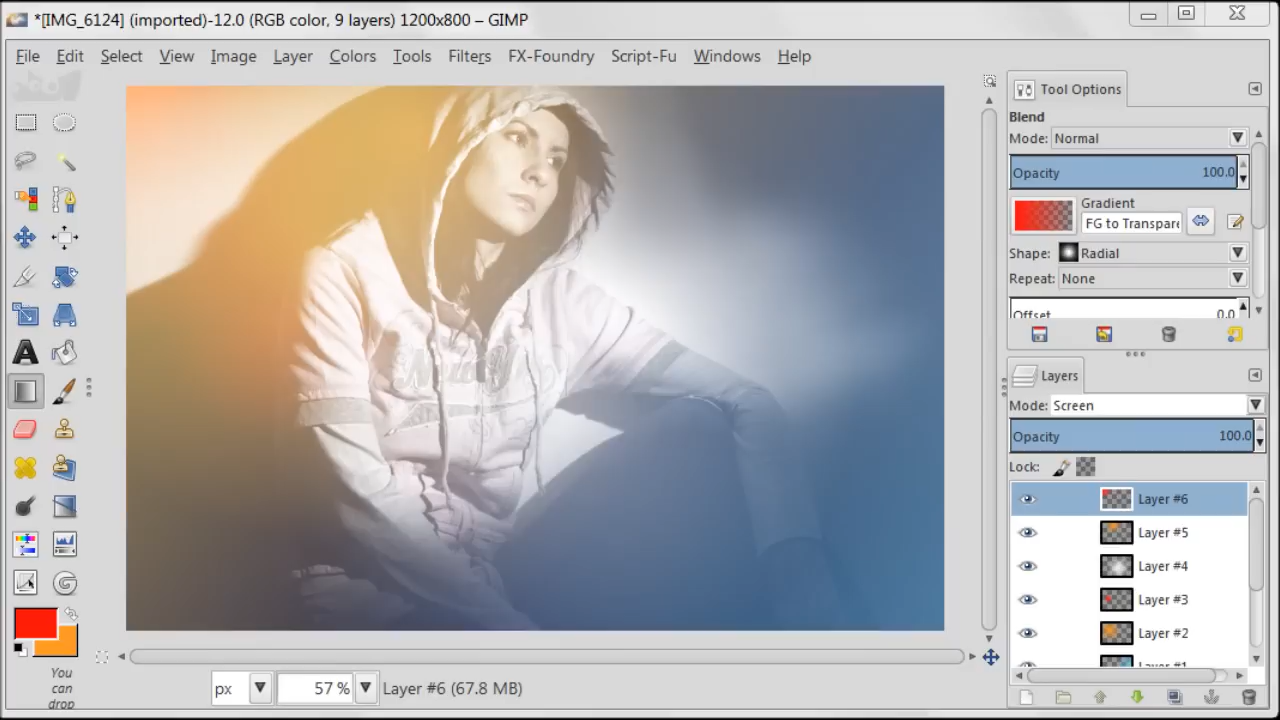 *[IMG_6124] (imported)-12.0 (RGB color, 9 layers) 1200x800 – GIMP
File Edit Select View Image Layer Colors Tools Filters FX-Foundry Script-Fu Windows Help
Tool Options
Blend
Mode: Normal
Opacity 100.0
Gradient
FG to Transpare
Shape: Radial
Repeat: None
Offset 0.0
Layers
Mode: Screen
Opacity 100.0
Lock:
Layer #6
Layer #5
Layer #4
Layer #3
Layer #2
Layer #1
You
can
drop
px 57 % Layer #6 (67.8 MB)